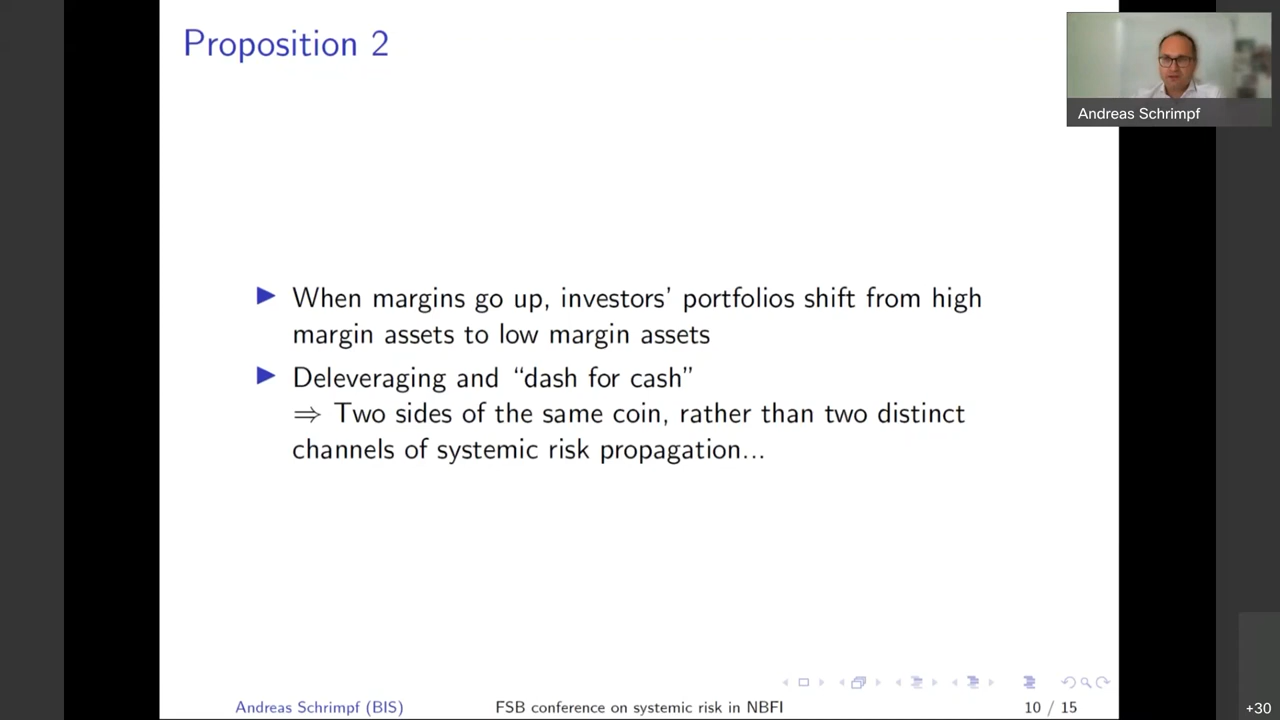 Proposition 2
Andreas Schrimpf
▶ When margins go up, investors’ portfolios shift from high
margin assets to low margin assets
▶ Deleveraging and “dash for cash”
⇒ Two sides of the same coin, rather than two distinct
channels of systemic risk propagation...
Andreas Schrimpf (BIS) FSB conference on systemic risk in NBFI 10 / 15
+30